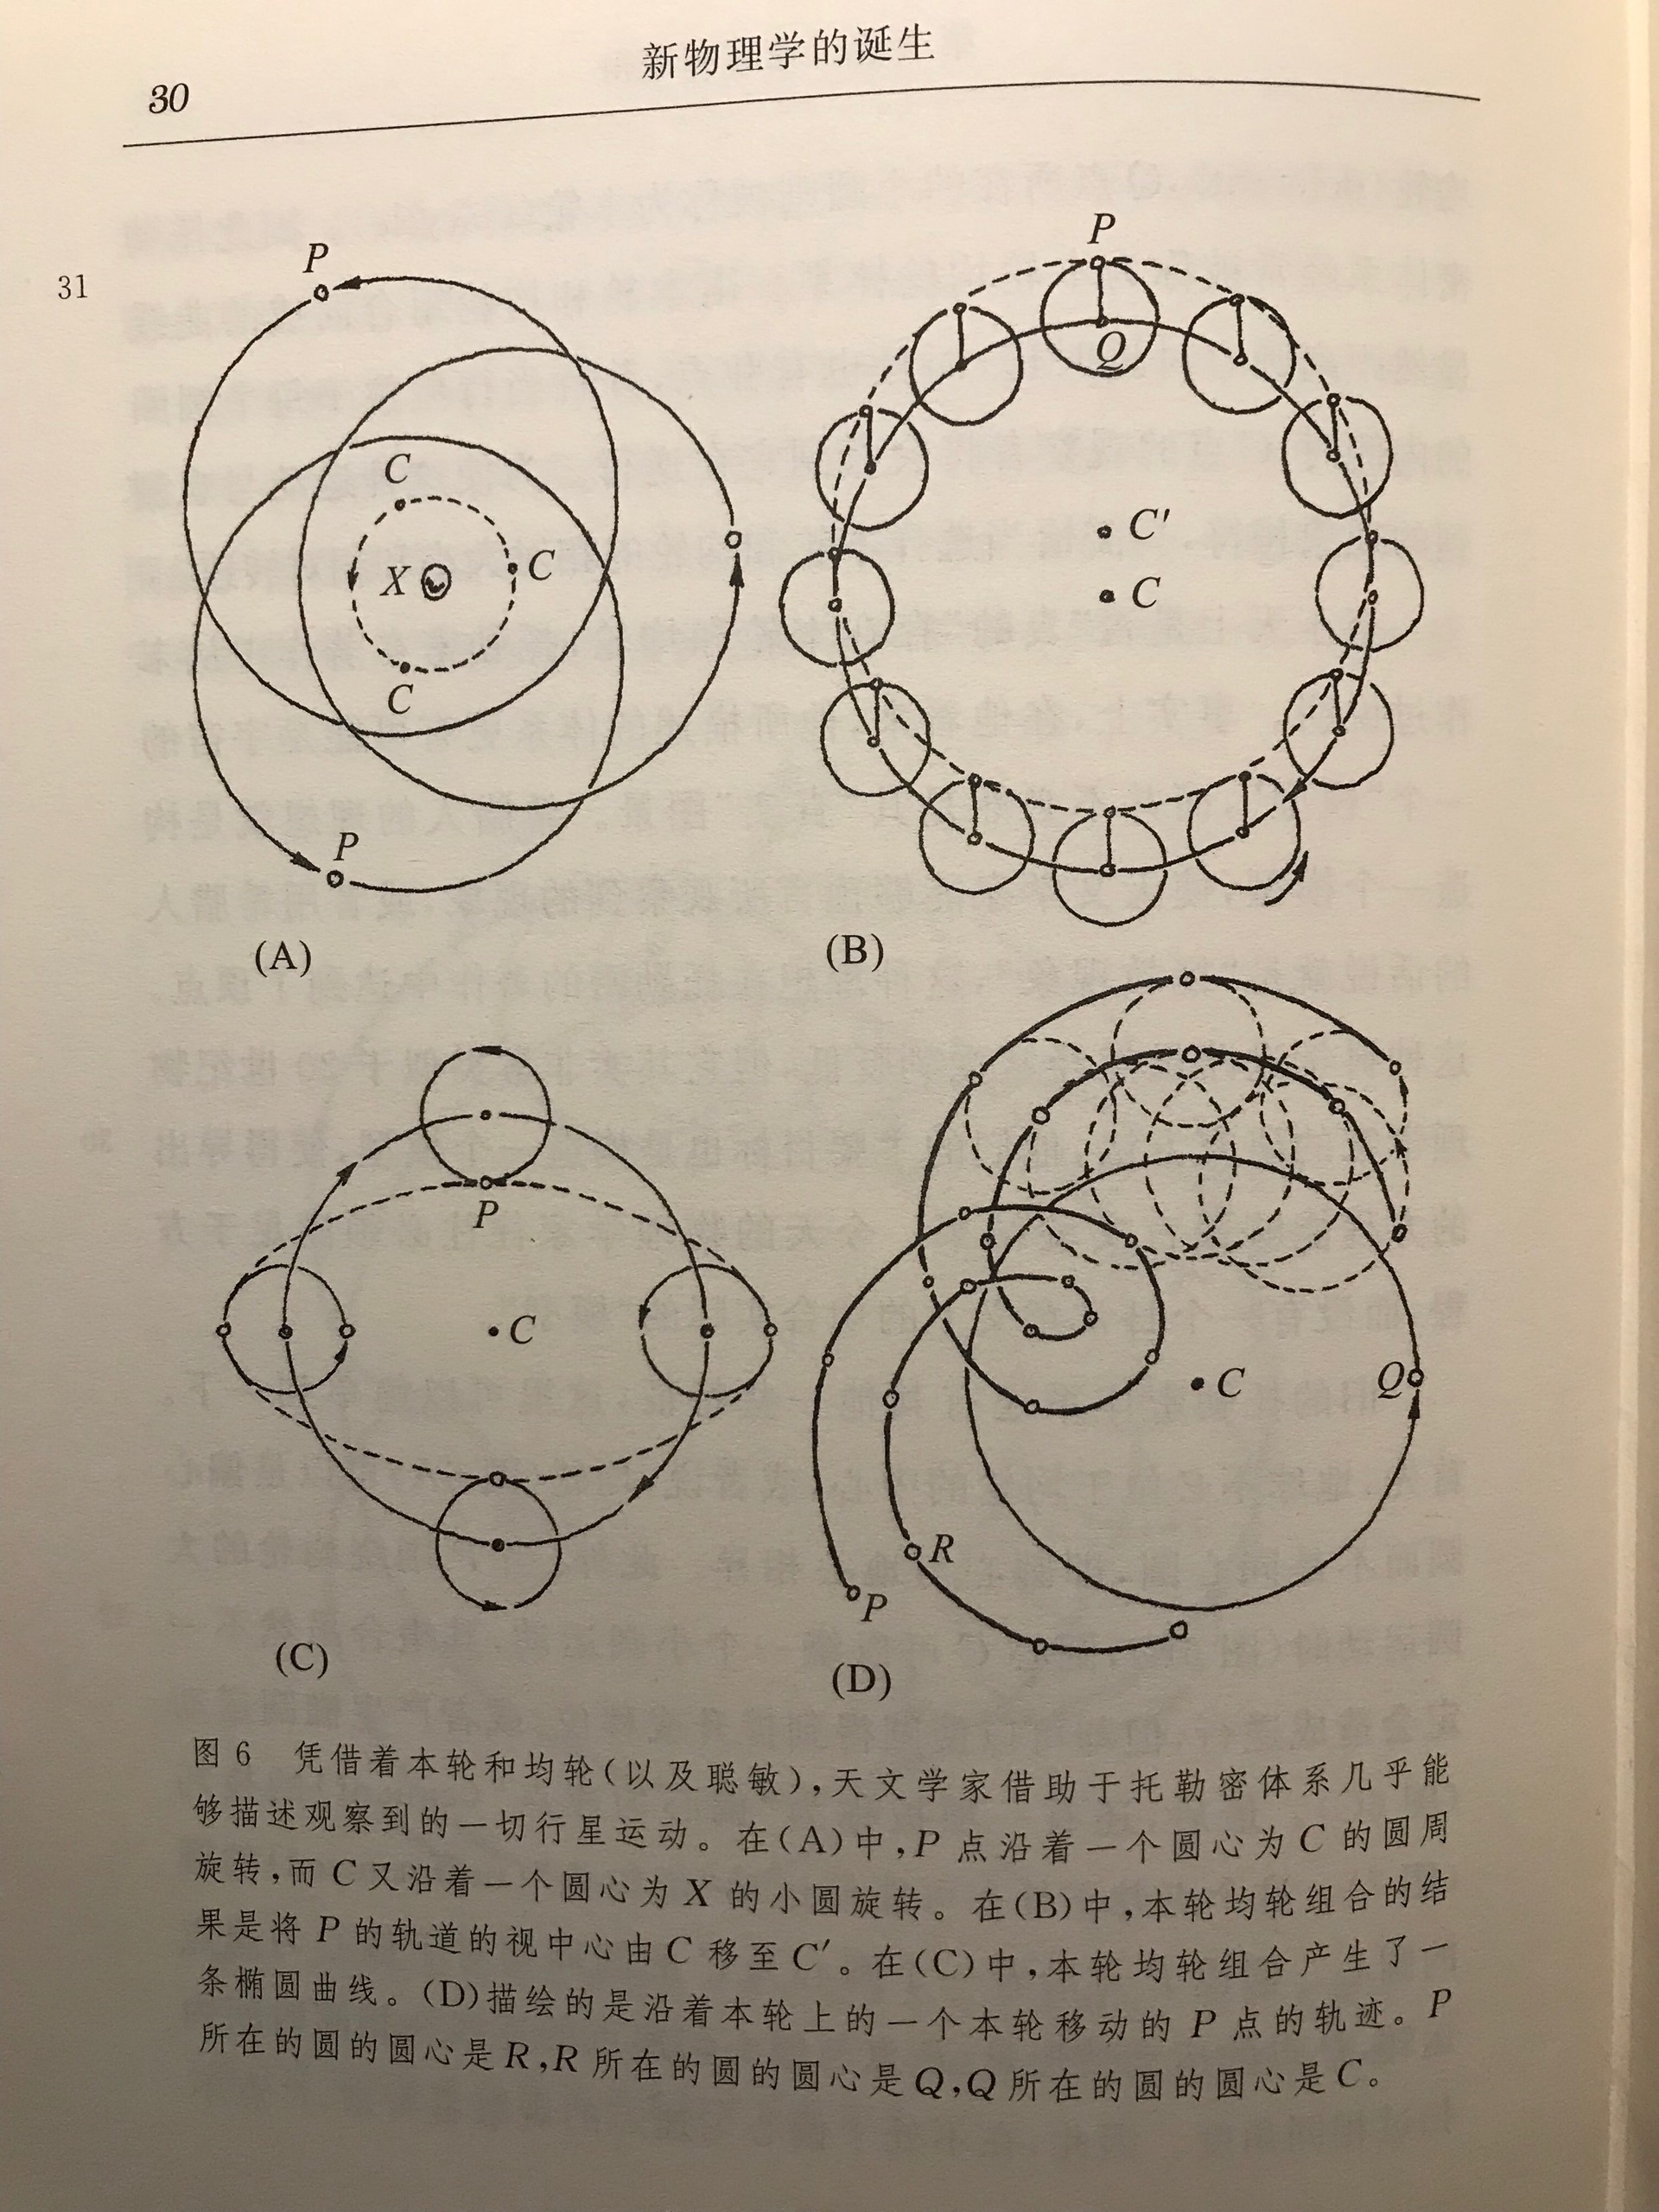 新物理学的诞生
30
31
P
P
C
X
C
C
P
(A)
P
Q
C′
C
(B)
P
C
(C)
C
Q
R
P
(D)
图 6 凭借着本轮和均轮(以及聪敏),天文学家借助于托勒密体系几乎能
够描述观察到的一切行星运动。在(A)中,P 点沿着一个圆心为 C 的圆周
旋转,而 C 又沿着一个圆心为 X 的小圆旋转。在(B)中,本轮均轮组合的结
果是将 P 的轨道的视中心由 C 移至 C′。在(C)中,本轮均轮组合产生了一
条椭圆曲线。(D)描绘的是沿着本轮上的一个本轮移动的 P 点的轨迹。P
所在的圆的圆心是 R,R 所在的圆的圆心是 Q,Q 所在的圆的圆心是 C。